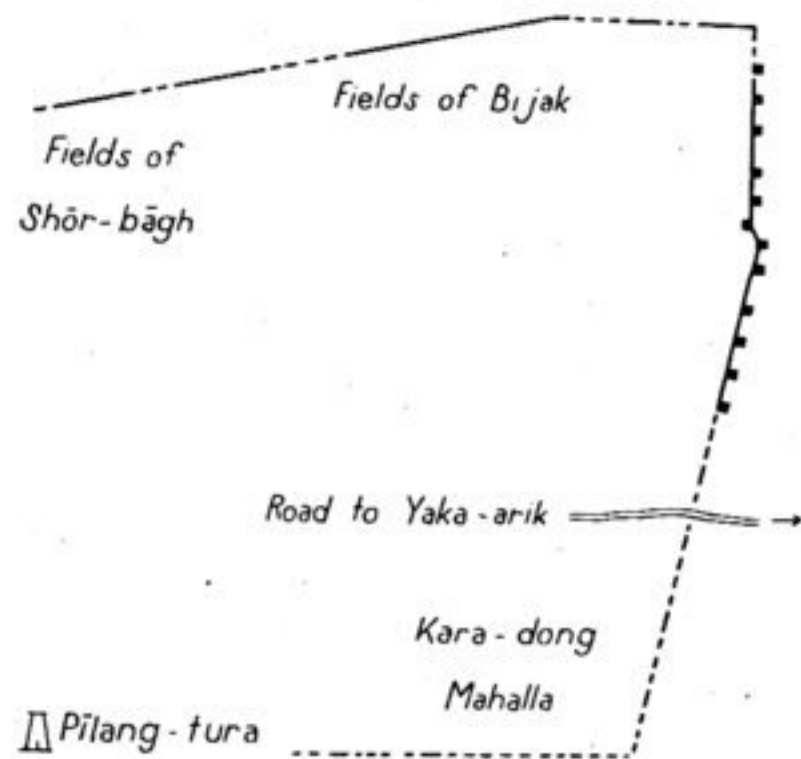 Fields of Bijak
Fields of
Shōr-bāgh
Road to Yaka-arik
Kara-dong
Mahalla
Pīlang-tura